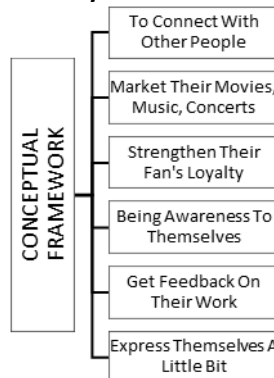 To Connect With
Other People
Market Their Movies,
Music, Concerts
Strengthen Their
Fan's Loyalty
CONCEPTUAL
FRAMEWORK
Being Awareness To
Themselves
Get Feedback On
Their Work
Express Themselves A
Little Bit